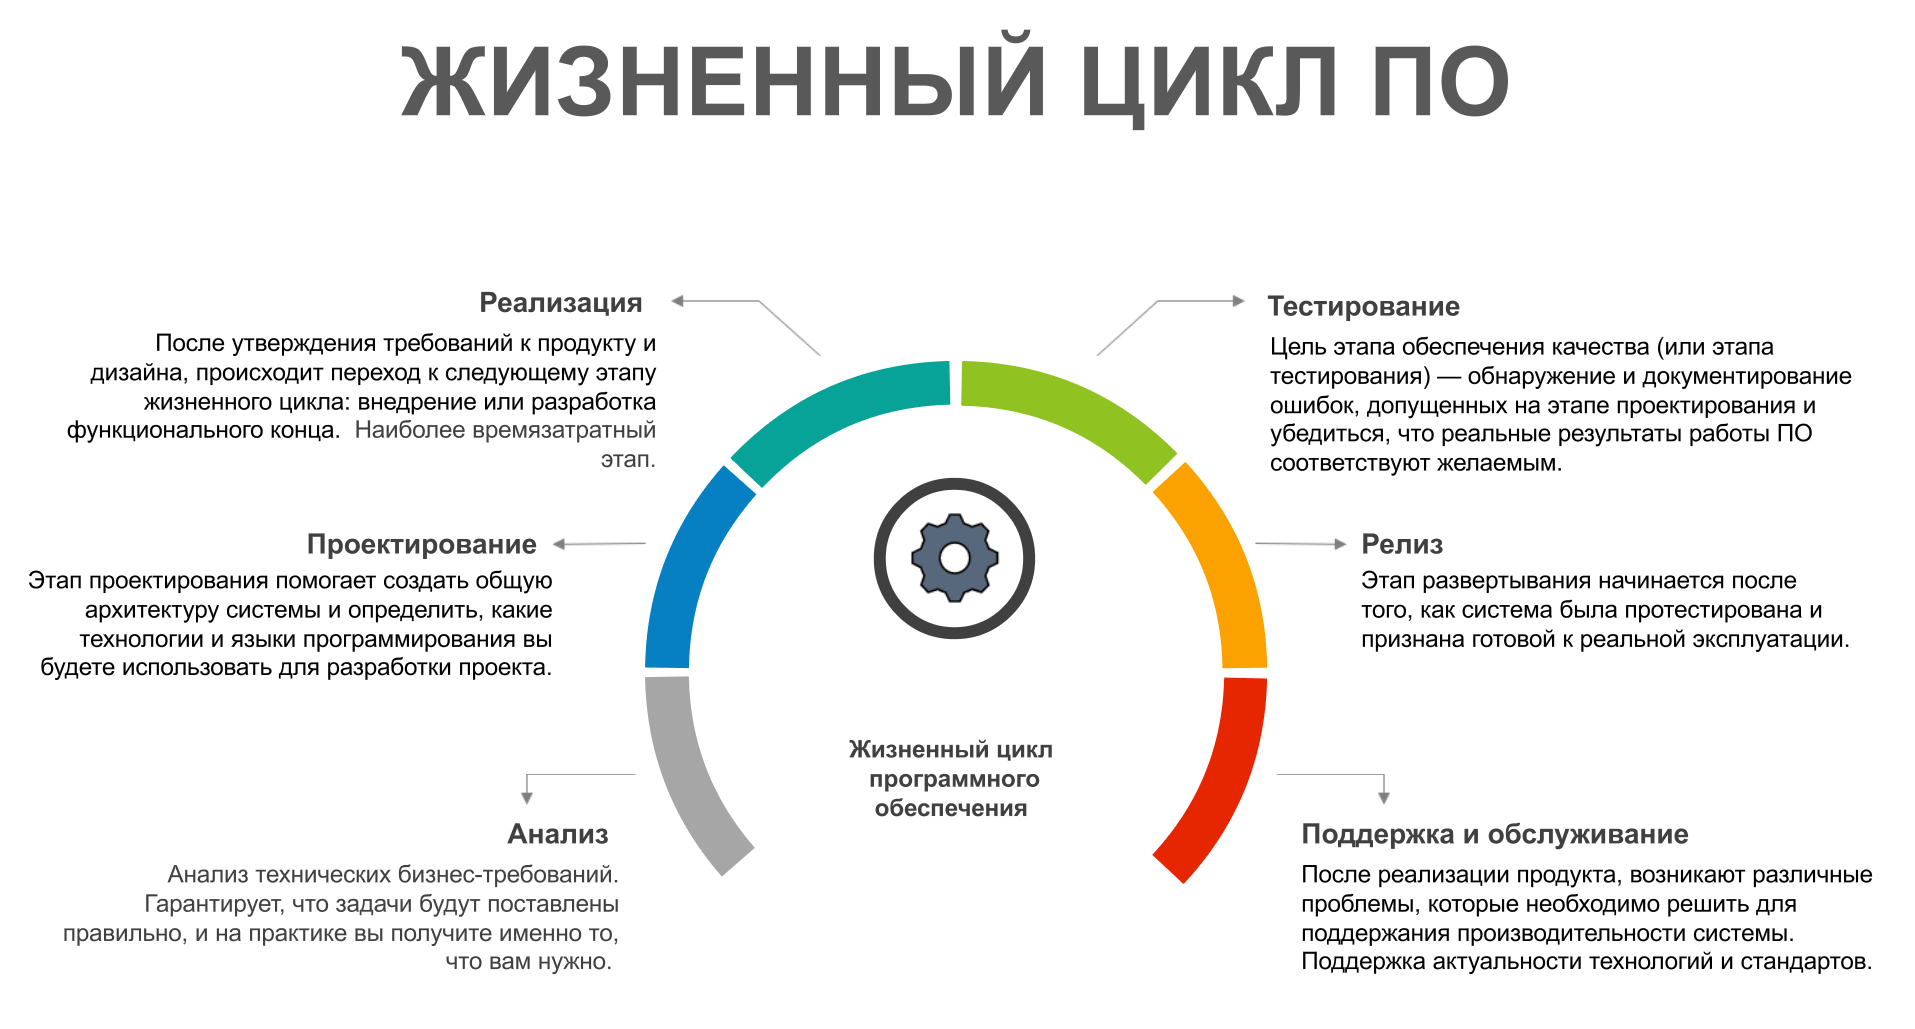 ЖИЗНЕННЫЙ ЦИКЛ ПО
Реализация
После утверждения требований к продукту и
дизайна, происходит переход к следующему этапу
жизненного цикла: внедрение или разработка
функционального конца. Наиболее времязатратный
этап.
Проектирование
Этап проектирования помогает создать общую
архитектуру системы и определить, какие
технологии и языки программирования вы
будете использовать для разработки проекта.
Анализ
Анализ технических бизнес-требований.
Гарантирует, что задачи будут поставлены
правильно, и на практике вы получите именно то,
что вам нужно.
Жизненный цикл
программного
обеспечения
Тестирование
Цель этапа обеспечения качества (или этапа
тестирования) — обнаружение и документирование
ошибок, допущенных на этапе проектирования и
убедиться, что реальные результаты работы ПО
соответствуют желаемым.
Релиз
Этап развертывания начинается после
того, как система была протестирована и
признана готовой к реальной эксплуатации.
Поддержка и обслуживание
После реализации продукта, возникают различные
проблемы, которые необходимо решить для
поддержания производительности системы.
Поддержка актуальности технологий и стандартов.